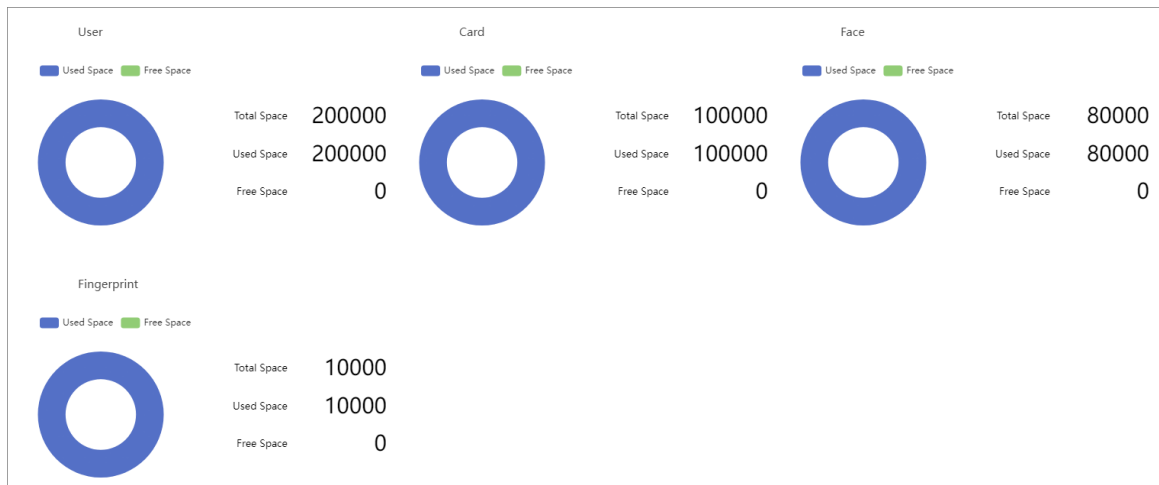 User
Used Space Free Space
Total Space 200000
Used Space 200000
Free Space 0
Card
Used Space Free Space
Total Space 100000
Used Space 100000
Free Space 0
Face
Used Space Free Space
Total Space 80000
Used Space 80000
Free Space 0
Fingerprint
Used Space Free Space
Total Space 10000
Used Space 10000
Free Space 0